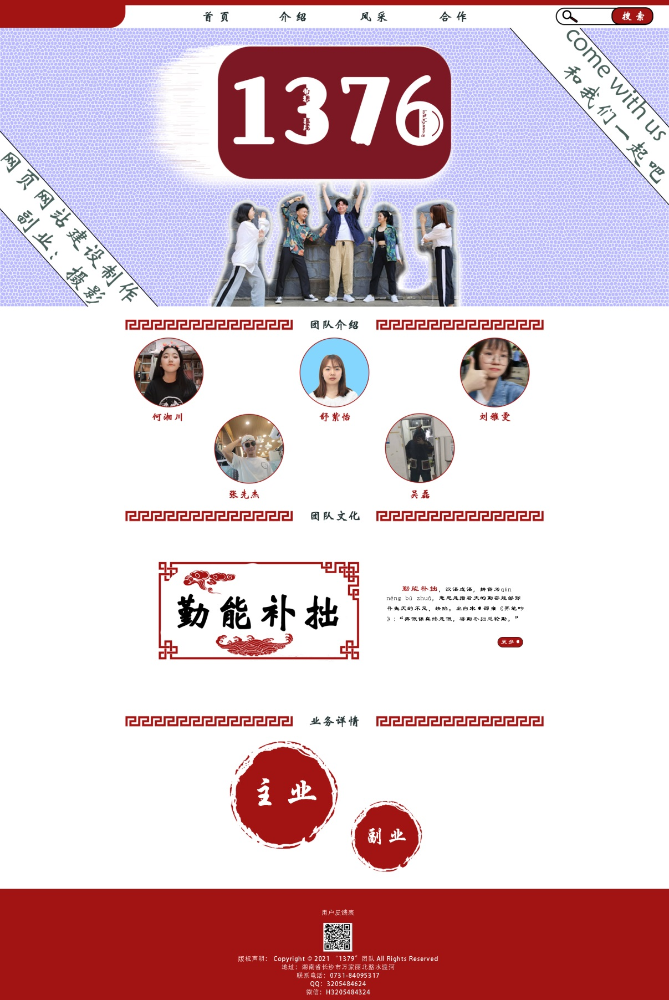 首页 介绍 风采 合作 搜索
come with us
和我们一起吧
1376
心想
网页网站建设制作
副业：摄影
团队介绍
何湘川 舒紫怡 刘雅雯
张先杰 吴磊
团队文化
勤能补拙
勤能补拙，汉语成语，拼音为qín
néng bǔ zhuō，意思是指后天的勤奋能够弥
补先天的不足、缺陷。出自宋·邵雍《弄笔吟
》：“弄假像真终是假，将勤补拙总轮勤。”
更多
业务详情
主业
副业
用户反馈表
版权声明： Copyright © 2021 “1379” 团队 All Rights Reserved
地址：湖南省长沙市万家丽北路水渡河
联系电话：0731-84095317
QQ：3205484624
微信：H3205484324